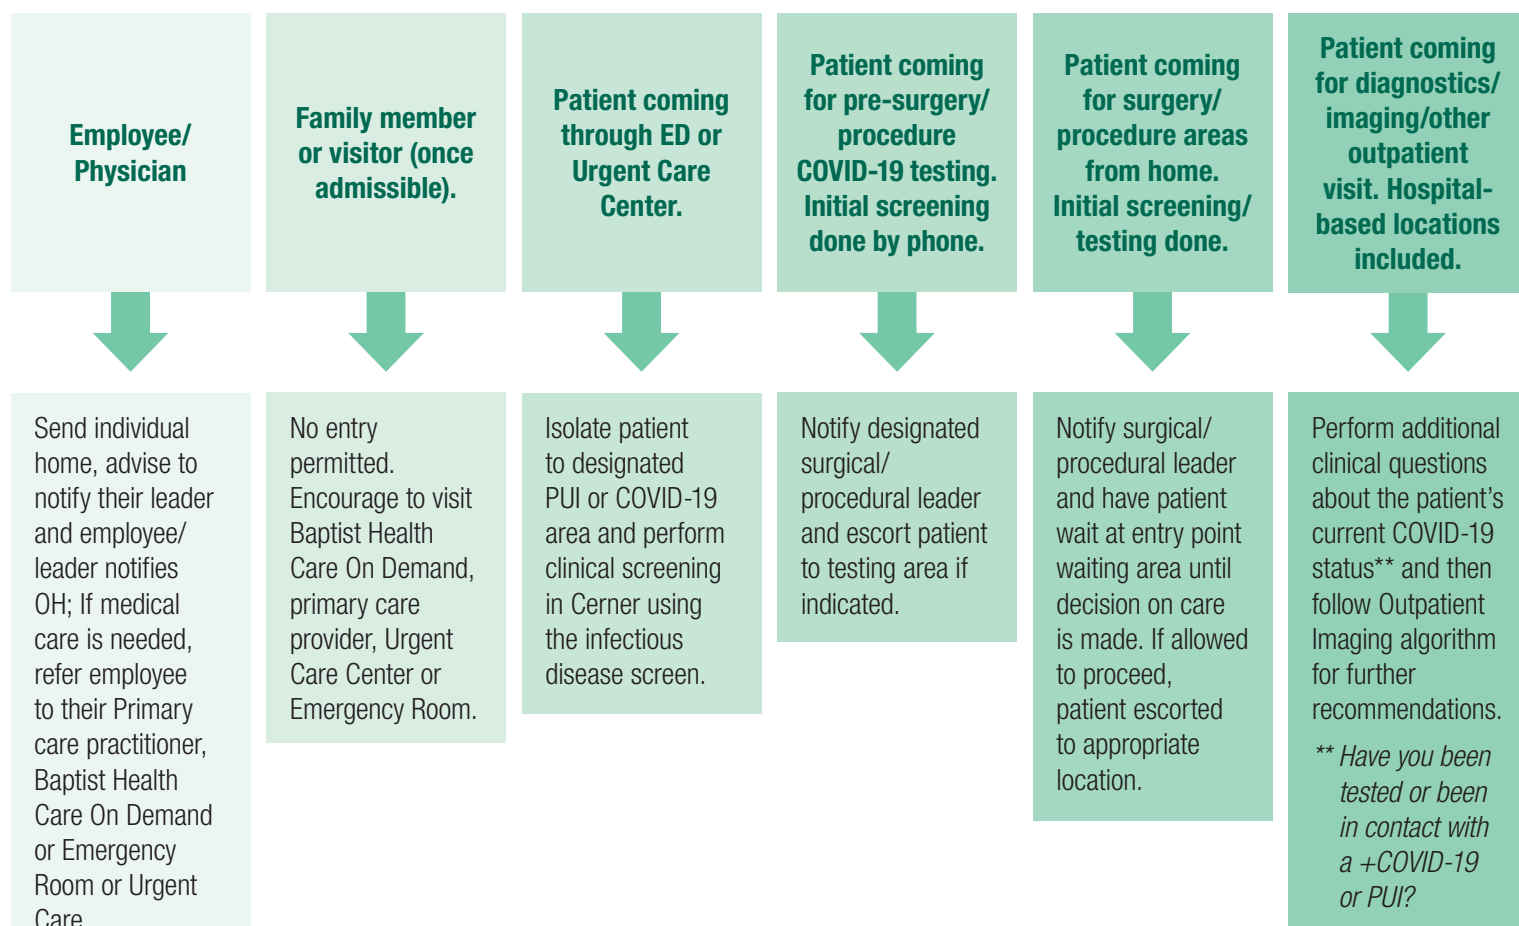 Employee/
Physician
Family member
or visitor (once
admissible).
Patient coming
through ED or
Urgent Care
Center.
Patient coming
for pre-surgery/
procedure
COVID-19 testing.
Initial screening
done by phone.
Patient coming
for surgery/
procedure areas
from home.
Initial screening/
testing done.
Patient coming
for diagnostics/
imaging/other
outpatient
visit. Hospital-
based locations
included.
Send individual
home, advise to
notify their leader
and employee/
leader notifies
OH; If medical
care is needed,
refer employee
to their Primary
care practitioner,
Baptist Health
Care On Demand
or Emergency
Room or Urgent
Care
No entry
permitted.
Encourage to visit
Baptist Health
Care On Demand,
primary care
provider, Urgent
Care Center or
Emergency Room.
Isolate patient
to designated
PUI or COVID-19
area and perform
clinical screening
in Cerner using
the infectious
disease screen.
Notify designated
surgical/
procedural leader
and escort patient
to testing area if
indicated.
Notify surgical/
procedural leader
and have patient
wait at entry point
waiting area until
decision on care
is made. If allowed
to proceed,
patient escorted
to appropriate
location.
Perform additional
clinical questions
about the patient’s
current COVID-19
status** and then
follow Outpatient
Imaging algorithm
for further
recommendations.
** Have you been
tested or been
in contact with
a +COVID-19
or PUI?